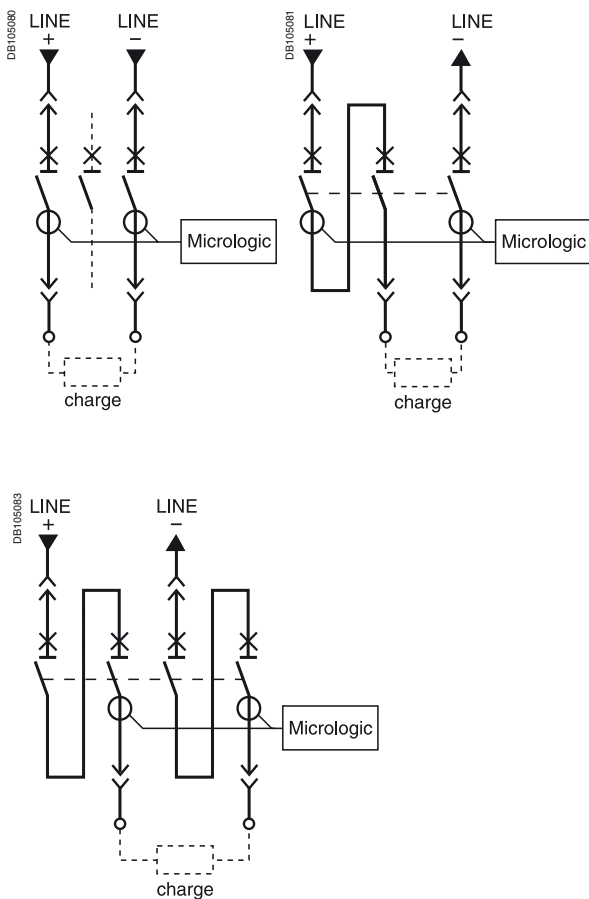 DB105080
LINE
+
LINE
–
Micrologic
charge
DB105081
LINE
+
LINE
–
Micrologic
charge
DB105083
LINE
+
LINE
–
Micrologic
charge